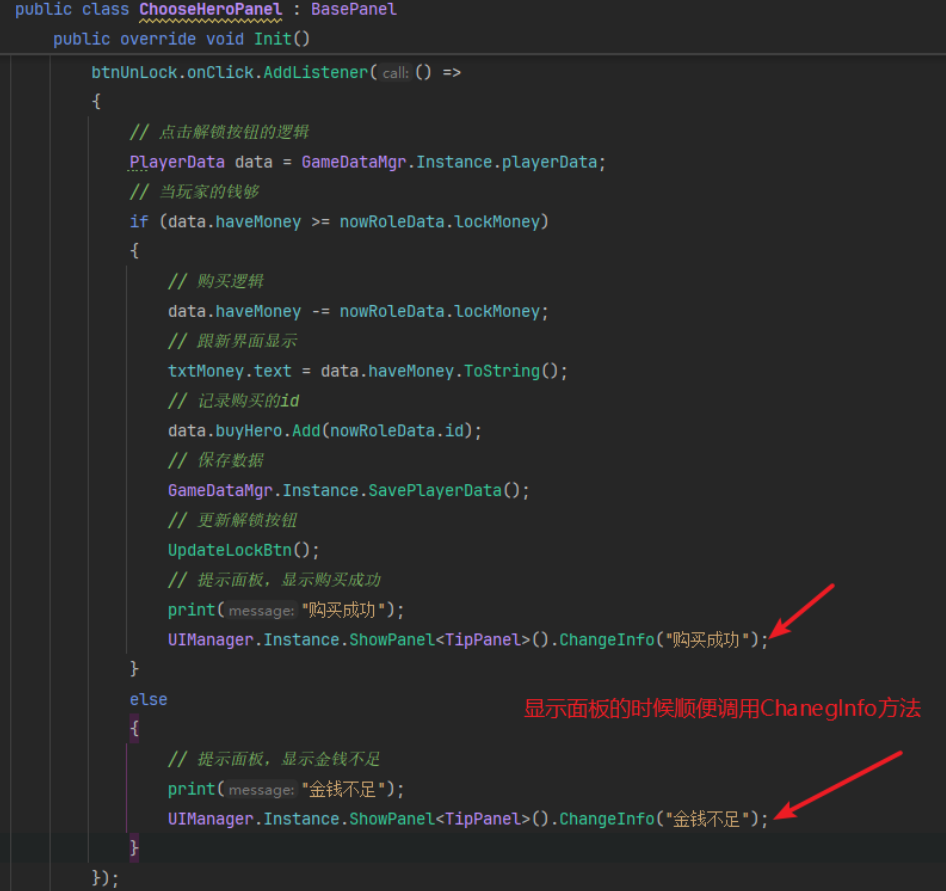 public class ChooseHeroPanel : BasePanel
public override void Init()
btnUnLock.onClick.AddListener(call:() =>
{
// 点击解锁按钮的逻辑
PlayerData data = GameDataMgr.Instance.playerData;
// 当玩家的钱够
if (data.haveMoney >= nowRoleData.lockMoney)
{
// 购买逻辑
data.haveMoney -= nowRoleData.lockMoney;
// 跟新界面显示
txtMoney.text = data.haveMoney.ToString();
// 记录购买的id
data.buyHero.Add(nowRoleData.id);
// 保存数据
GameDataMgr.Instance.SavePlayerData();
// 更新解锁按钮
UpdateLockBtn();
// 提示面板，显示购买成功
print(message:"购买成功");
UIManager.Instance.ShowPanel<TipPanel>().ChangeInfo("购买成功");
}
else
显示面板的时候顺便调用ChanegInfo方法
{
// 提示面板，显示金钱不足
print(message:"金钱不足");
UIManager.Instance.ShowPanel<TipPanel>().ChangeInfo("金钱不足");
}
});